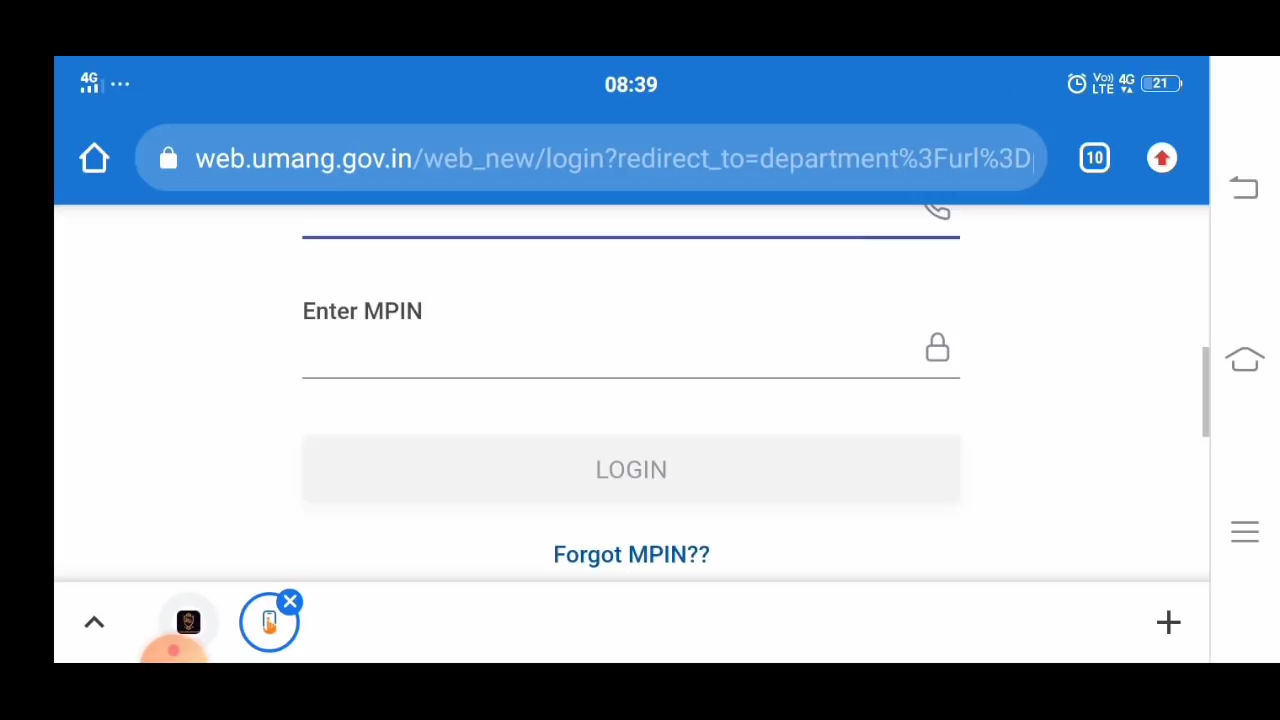 4G ... 08:39 Vo) LTE 4G 21
web.umang.gov.in/web_new/login?redirect_to=department%3Furl%3D 10
Enter MPIN
LOGIN
Forgot MPIN??